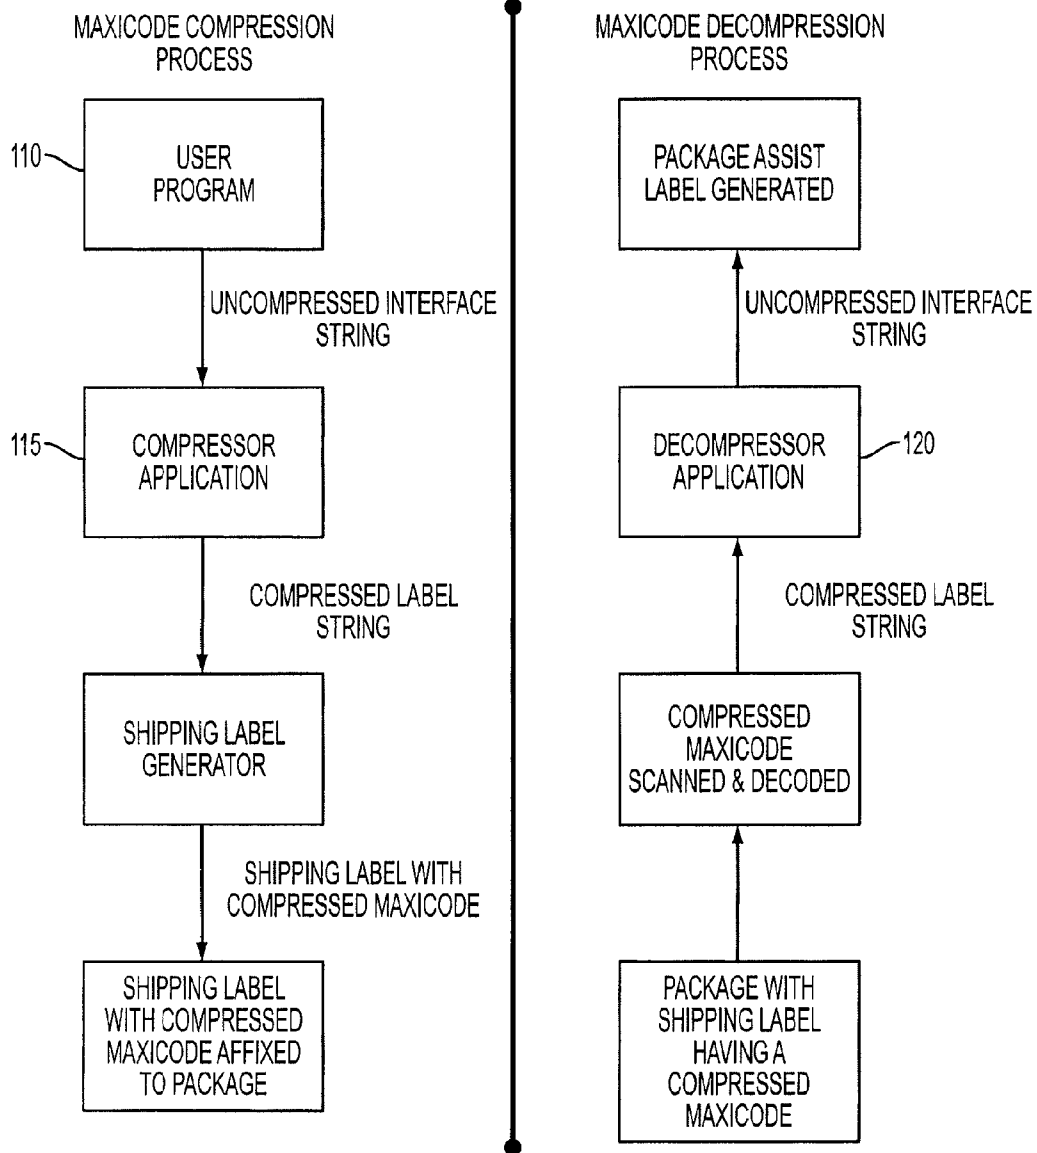 MAXICODE COMPRESSION
PROCESS
110
USER
PROGRAM
UNCOMPRESSED INTERFACE
STRING
115
COMPRESSOR
APPLICATION
COMPRESSED LABEL
STRING
SHIPPING LABEL
GENERATOR
SHIPPING LABEL WITH
COMPRESSED MAXICODE
SHIPPING LABEL
WITH COMPRESSED
MAXICODE AFFIXED
TO PACKAGE
MAXICODE DECOMPRESSION
PROCESS
PACKAGE ASSIST
LABEL GENERATED
UNCOMPRESSED INTERFACE
STRING
DECOMPRESSOR
APPLICATION
120
COMPRESSED LABEL
STRING
COMPRESSED
MAXICODE
SCANNED & DECODED
PACKAGE WITH
SHIPPING LABEL
HAVING A
COMPRESSED
MAXICODE